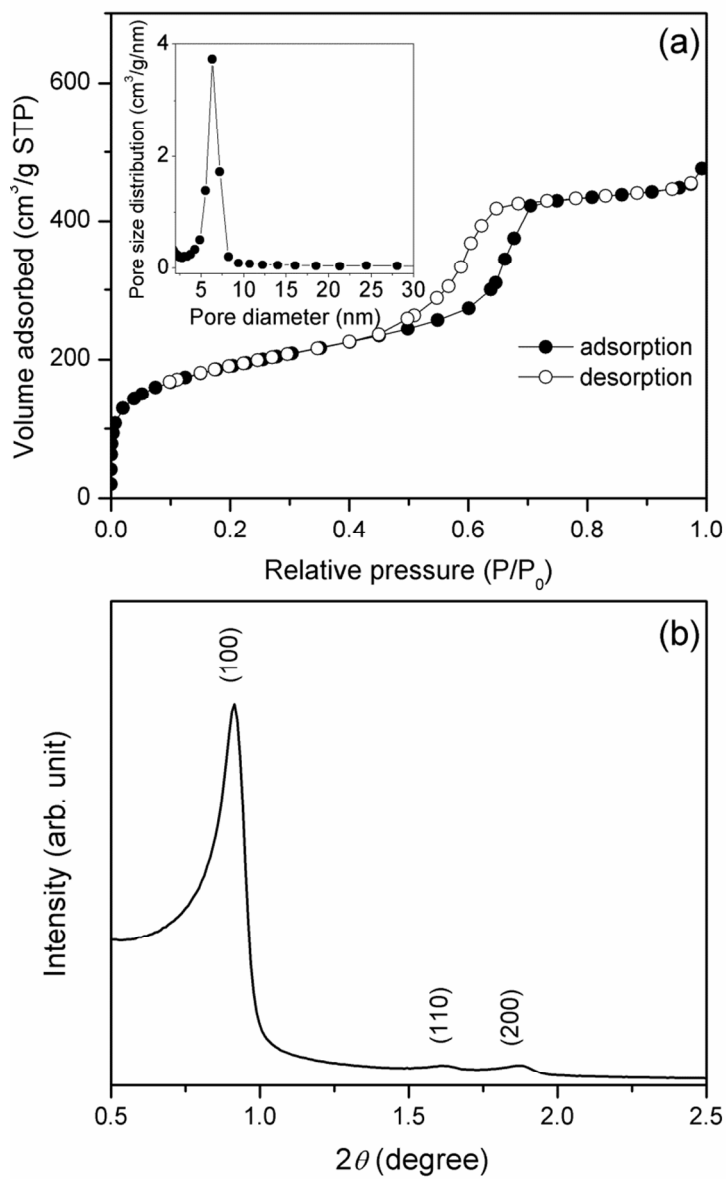 (a)
Volume adsorbed (cm³/g STP)
600
400
200
0
0.0 0.2 0.4 0.6 0.8 1.0
Relative pressure (P/P₀)
Pore size distribution (cm³/g/nm)
4
2
0
5 10 15 20 25 30
Pore diameter (nm)
adsorption
desorption
(b)
Intensity (arb. unit)
(100)
(110)
(200)
0.5 1.0 1.5 2.0 2.5
2θ (degree)